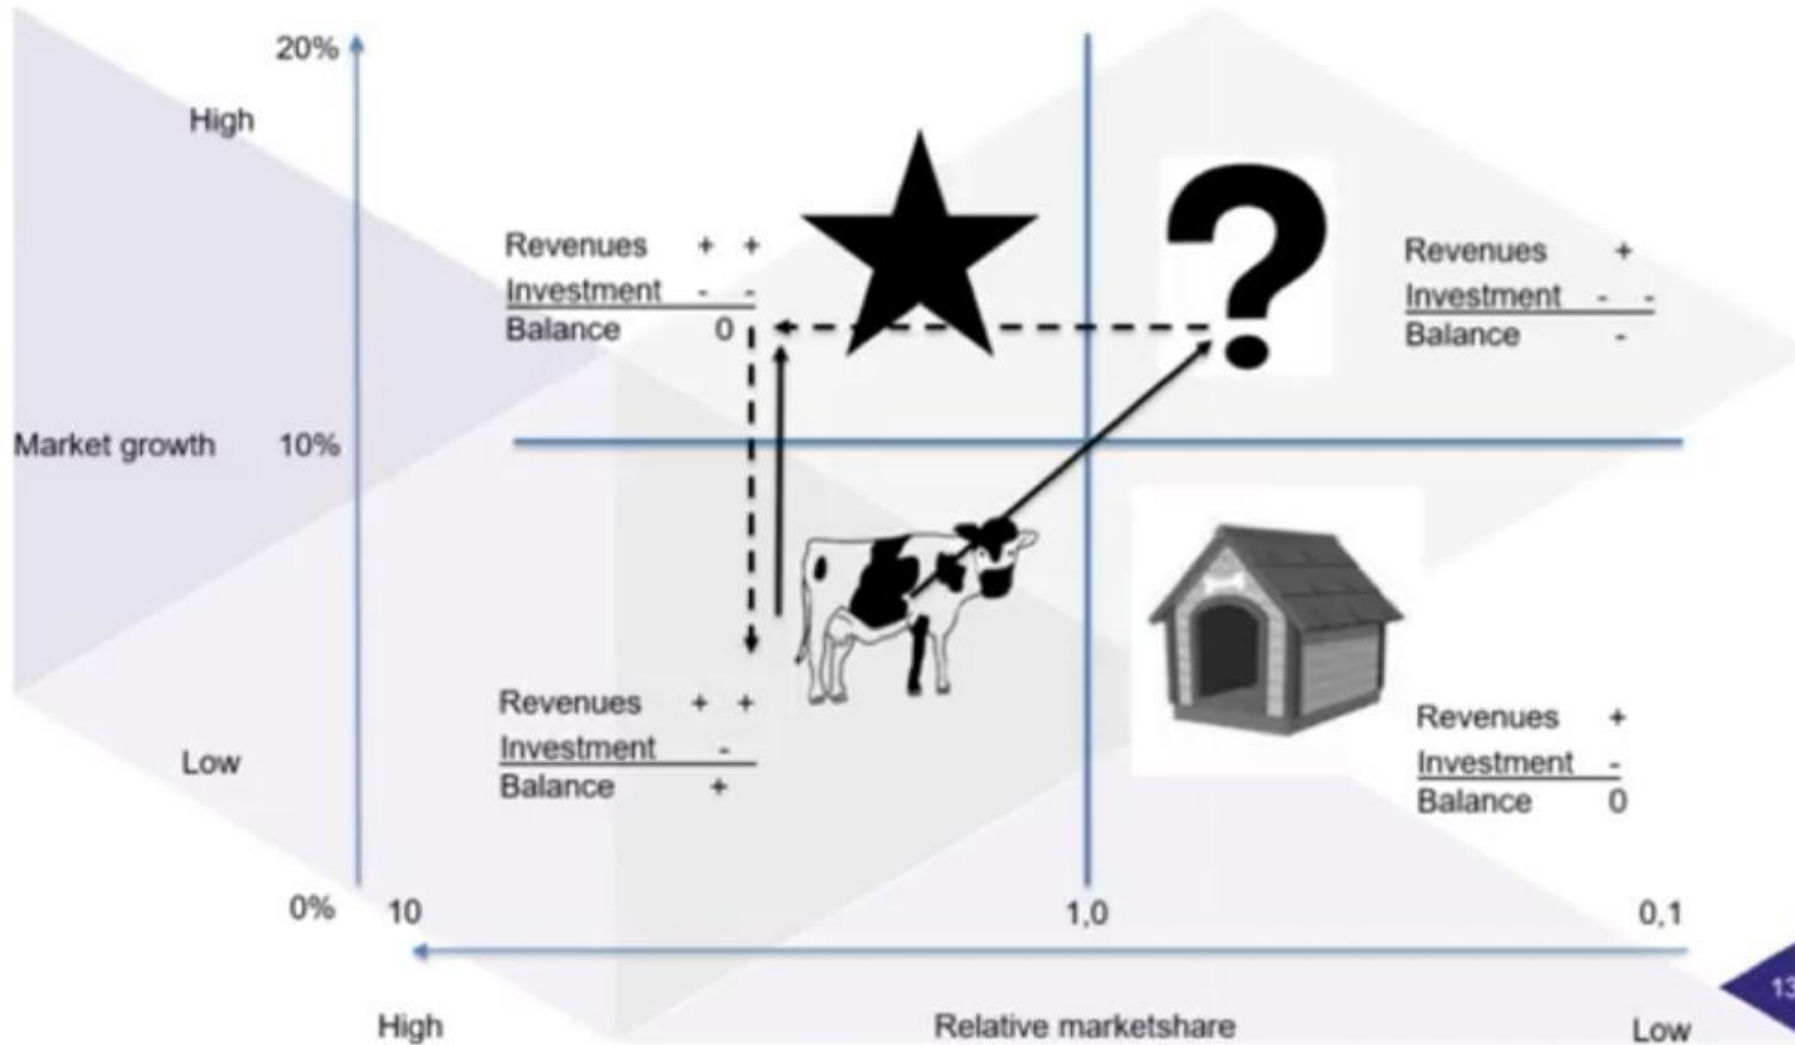 20%
High
Revenues + +
Investment - -
Balance 0
?
Revenues +
Investment - -
Balance -
Market growth 10%
Revenues + +
Investment -
Balance +
Low
Revenues +
Investment -
Balance 0
0% 10 1,0 0,1
High Relative marketshare Low
13